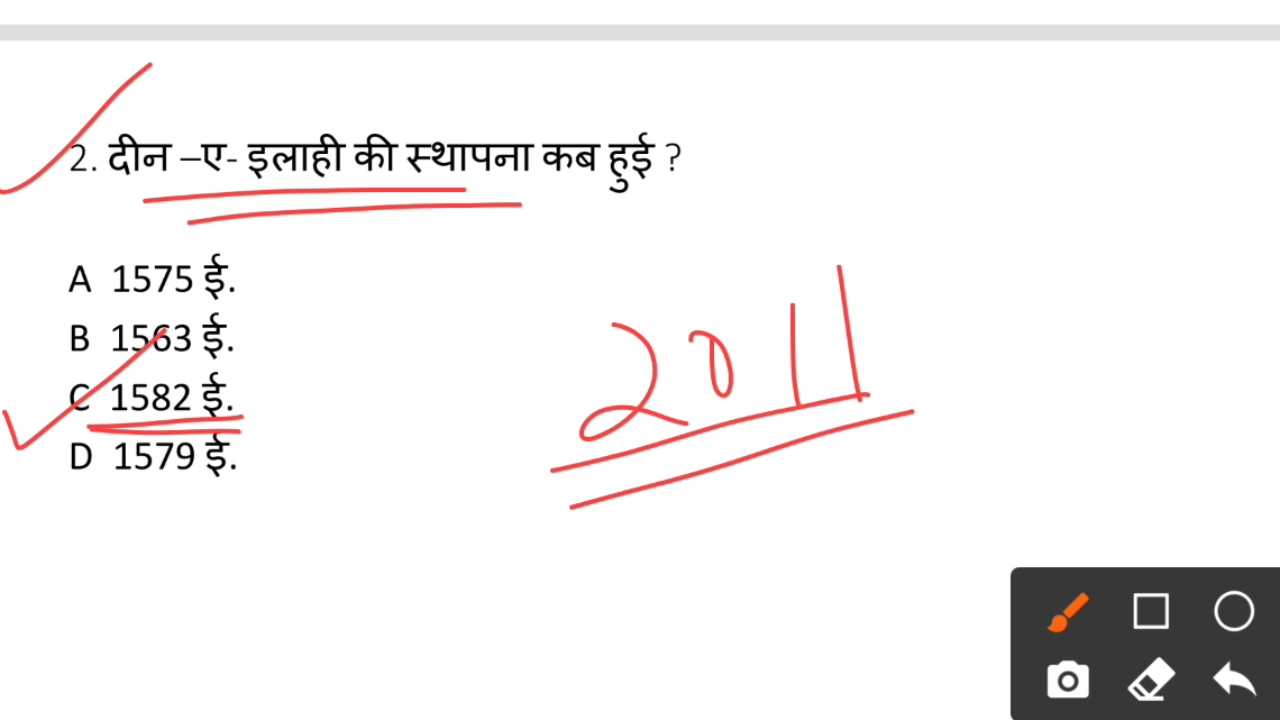 2. दीन –ए- इलाही की स्थापना कब हुई ?
A 1575 ई.
B 1563 ई.
C 1582 ई.
D 1579 ई.
2011